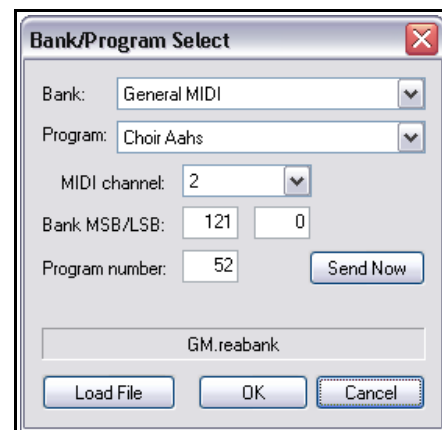 Bank/Program Select
Bank: General MIDI
Program: Choir Aahs
MIDI channel: 2
Bank MSB/LSB: 121 0
Program number: 52 Send Now
GM.reabank
Load File OK Cancel